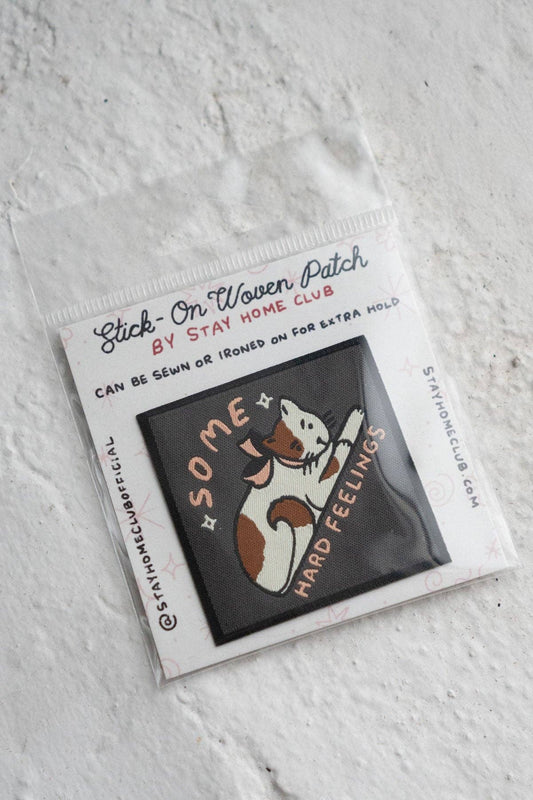 Stick-On Woven Patch
BY STAY HOME CLUB
CAN BE SEWN OR IRONED ON FOR EXTRA HOLD
SOME
HARD FEELINGS
@STAYHOMECLUBOFFICIAL
STAYHOMECLUB.COM